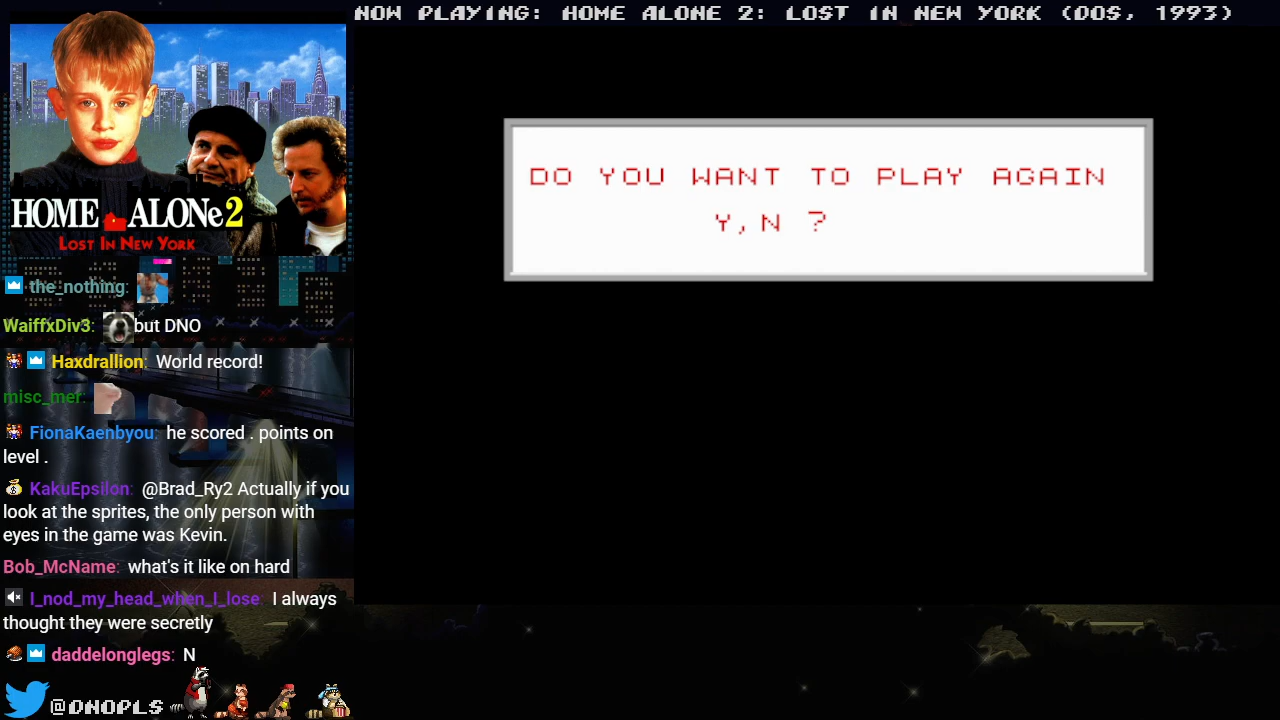 NOW PLAYING: HOME ALONE 2: LOST IN NEW YORK (DOS, 1993)
HOME ALONe 2
LOST IN NEW YORK
DO YOU WANT TO PLAY AGAIN
Y,N ?
the_nothing:
WaiffxDiv3: but DNO
Haxdrallion: World record!
misc_mer:
FionaKaenbyou: he scored . points on
level .
KakuEpsilon: @Brad_Ry2 Actually if you
look at the sprites, the only person with
eyes in the game was Kevin.
Bob_McName: what's it like on hard
I_nod_my_head_when_I_lose I always
thought they were secretly
daddelonglegs: N
@DNOPLS